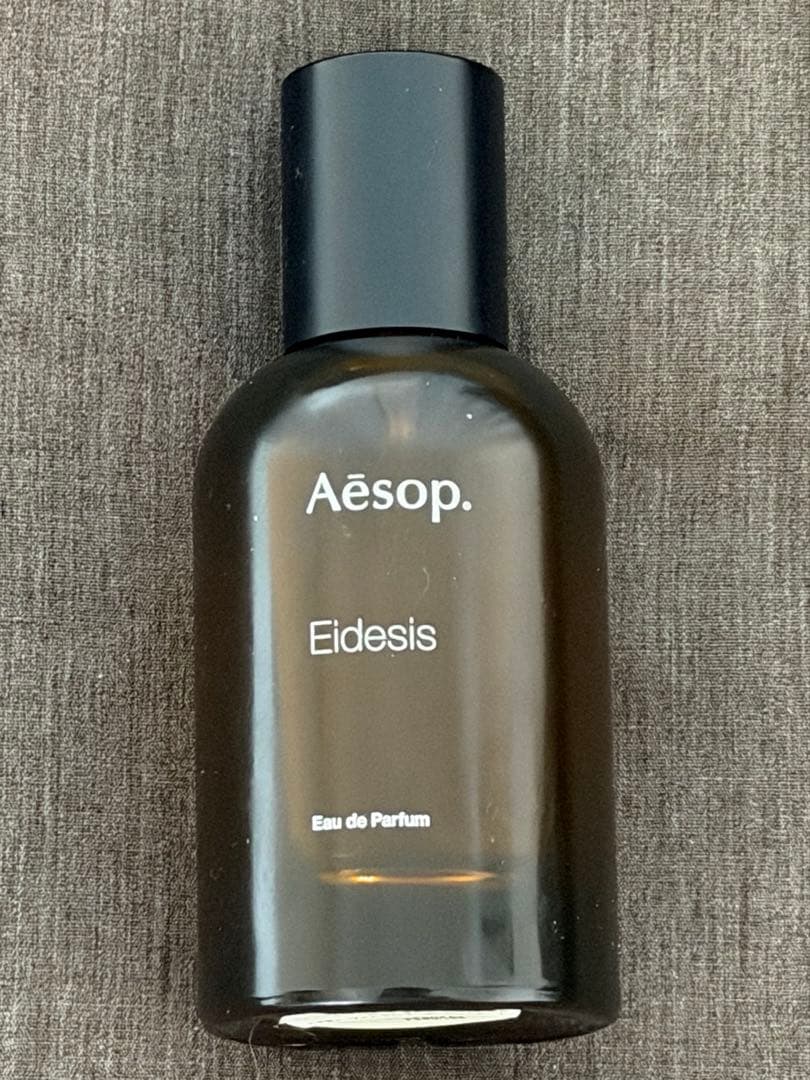 Aēsop.
Eidesis
Eau de Parfum